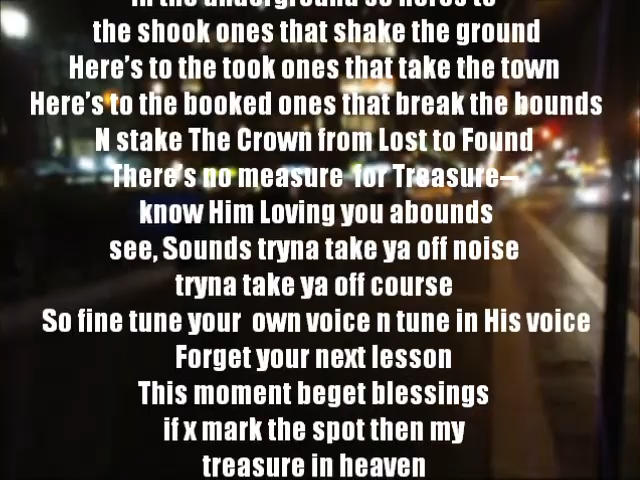 In the underground so heres to
the shook ones that shake the ground
Here's to the took ones that take the town
Here's to the booked ones that break the bounds
N stake The Crown from Lost to Found
There's no measure  for Treasure--
know Him Loving you abounds
see, Sounds tryna take ya off noise
tryna take ya off course
So fine tune your  own voice n tune in His voice
Forget your next lesson
This moment beget blessings
if x mark the spot then my
treasure in heaven